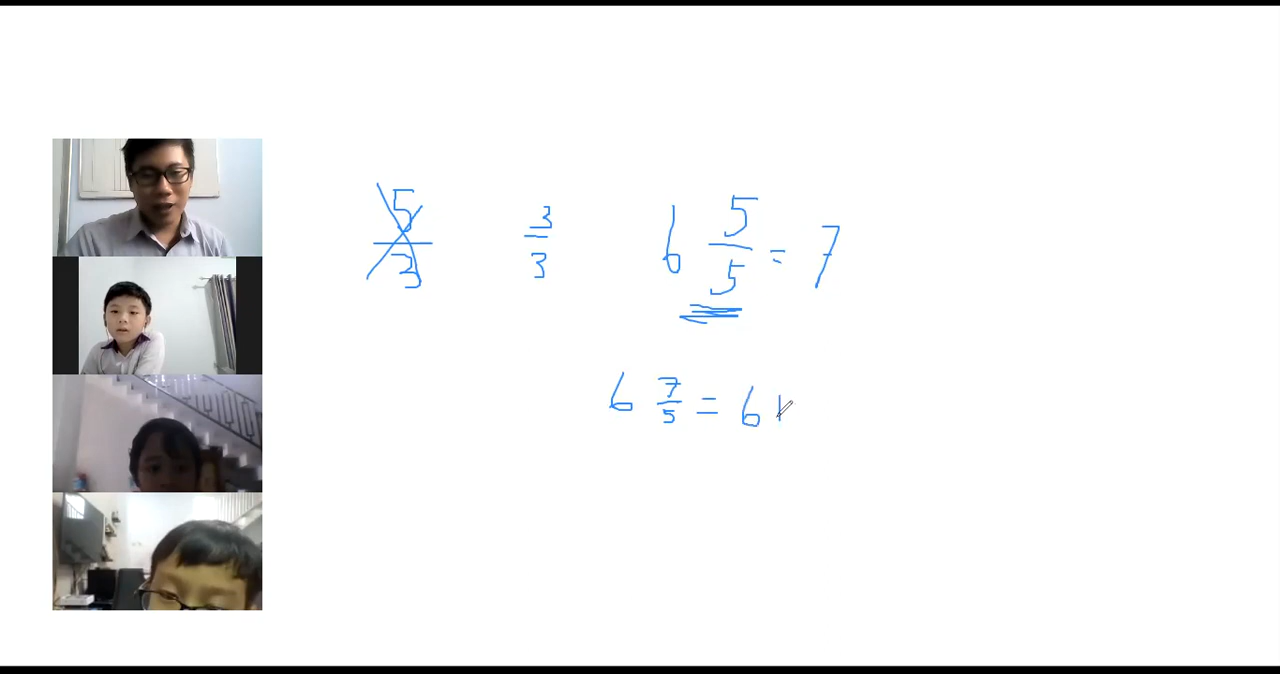 5/3 3/3 6 5/5 = 7
6 7/5 = 6